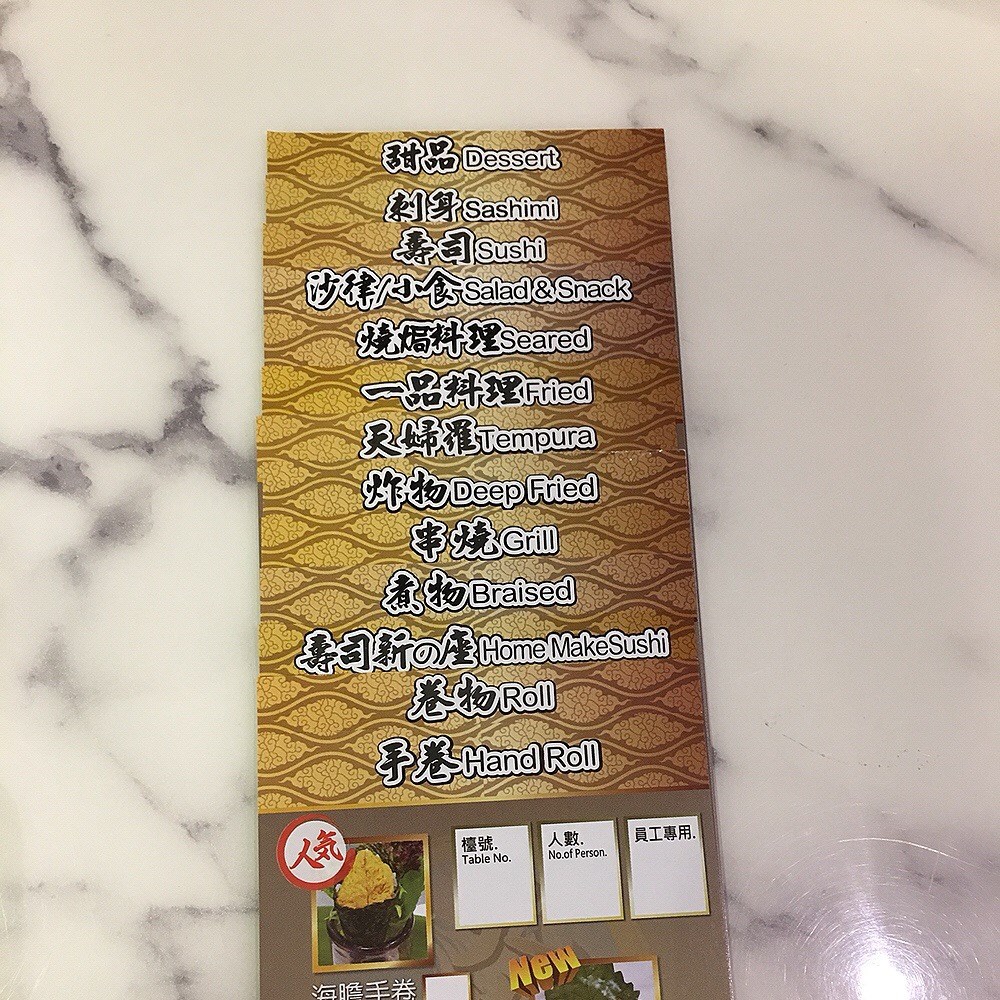 甜品 Dessert
刺身 Sashimi
壽司 Sushi
沙律/小食 Salad & Snack
燒焗料理 Seared
一品料理 Fried
天婦羅 Tempura
炸物 Deep Fried
串燒 Grill
煮物 Braised
壽司新の座 Home MakeSushi
卷物 Roll
手卷 Hand Roll
人気
檯號.
Table No.
人數.
No.of Person.
員工專用.
New
海膽手卷